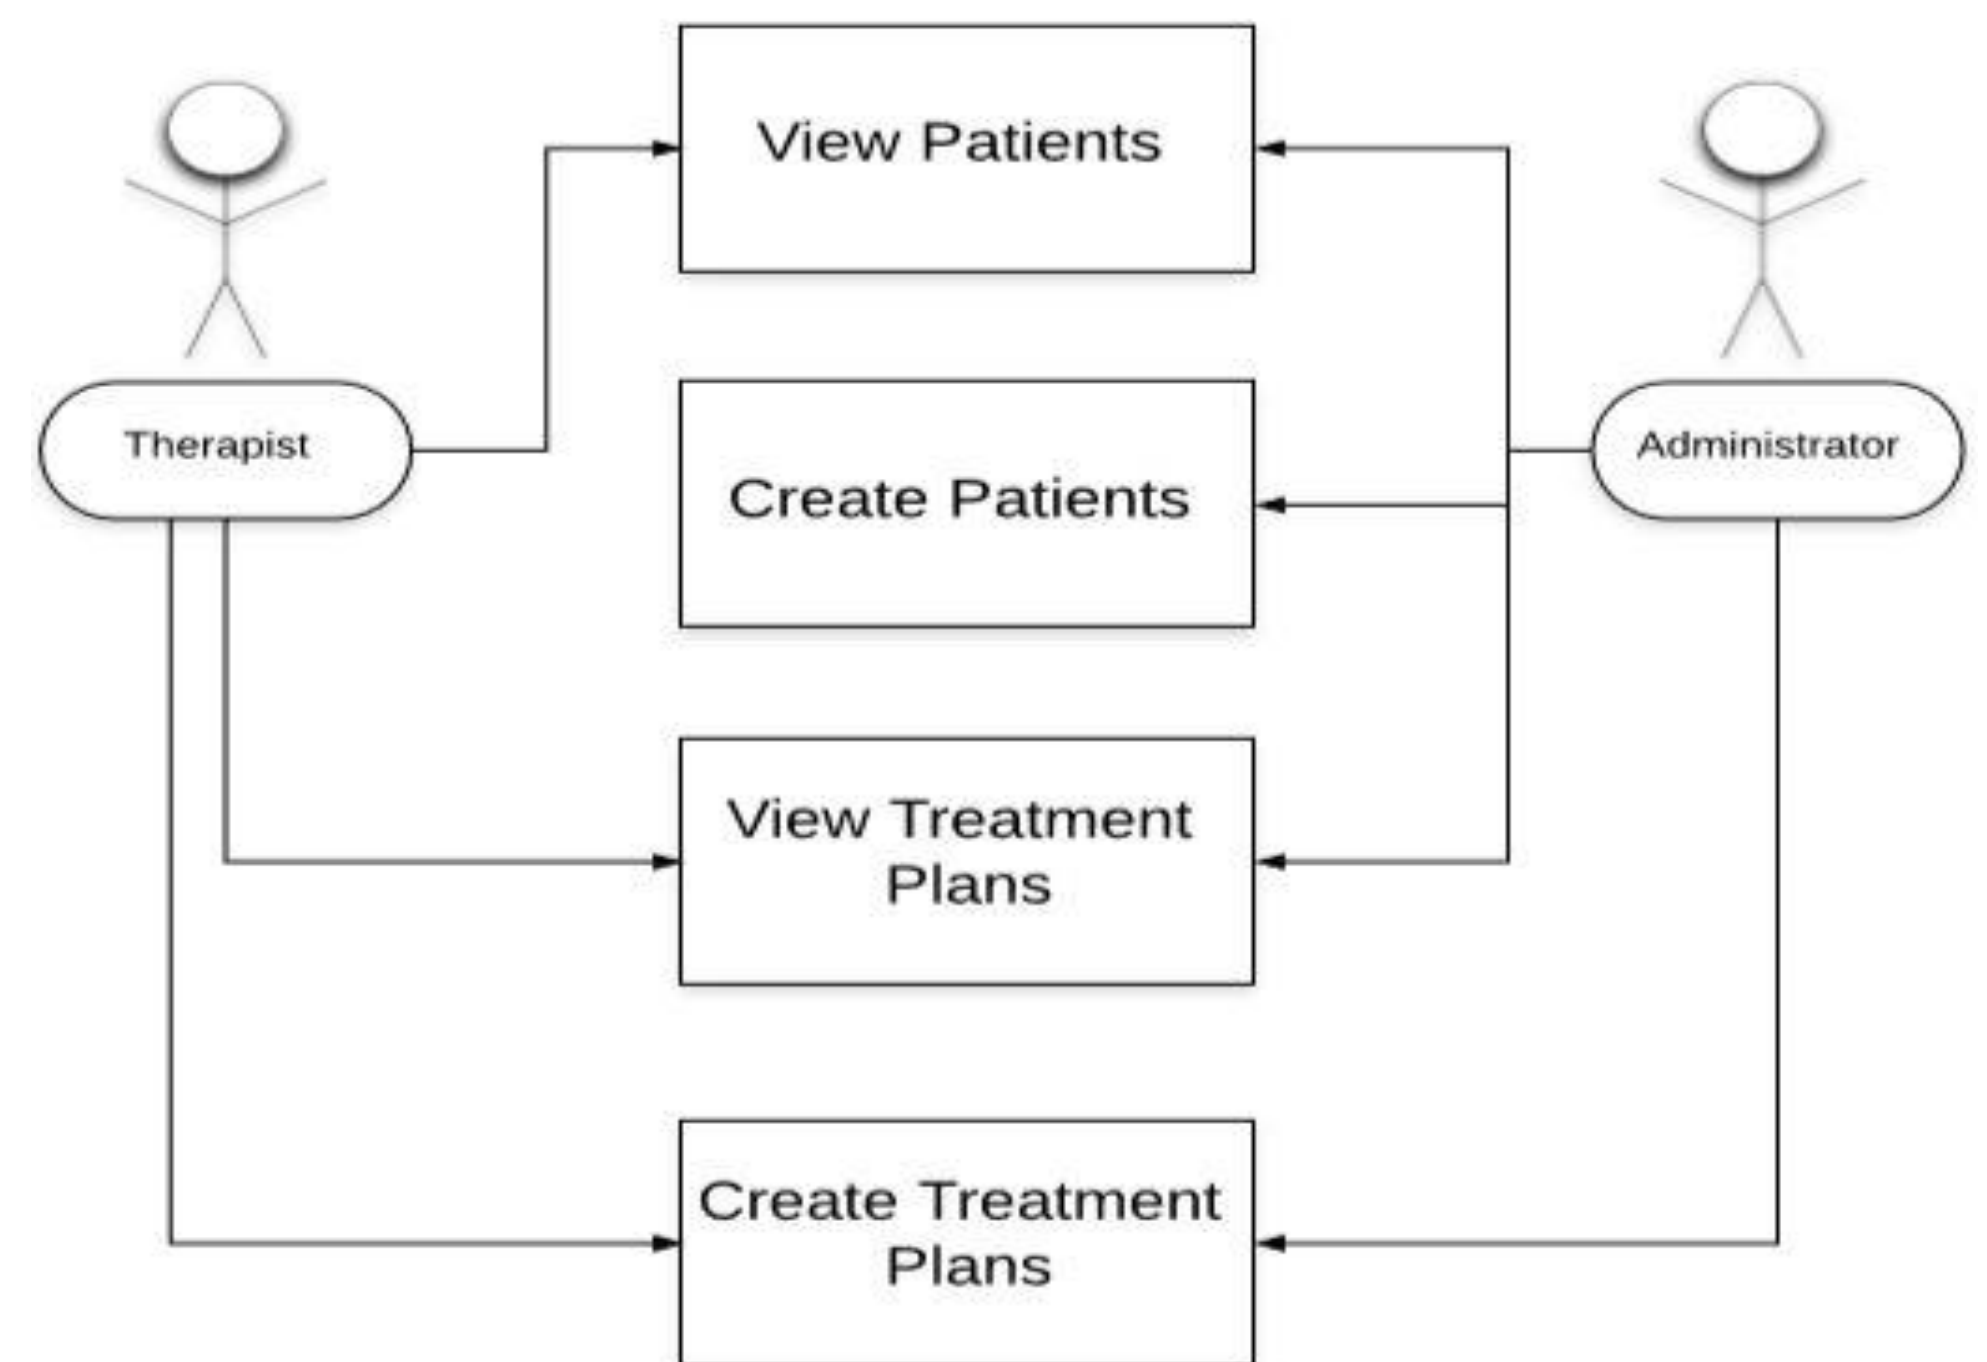 View Patients
Therapist
Administrator
Create Patients
View Treatment
Plans
Create Treatment
Plans